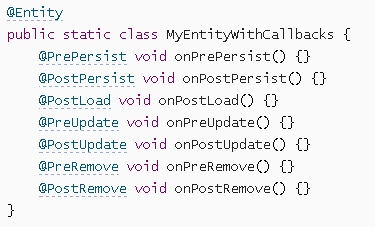 @Entity
public static class MyEntityWithCallbacks {
    @PrePersist void onPrePersist() {}
    @PostPersist void onPostPersist() {}
    @PostLoad void onPostLoad() {}
    @PreUpdate void onPreUpdate() {}
    @PostUpdate void onPostUpdate() {}
    @PreRemove void onPreRemove() {}
    @PostRemove void onPostRemove() {}
}